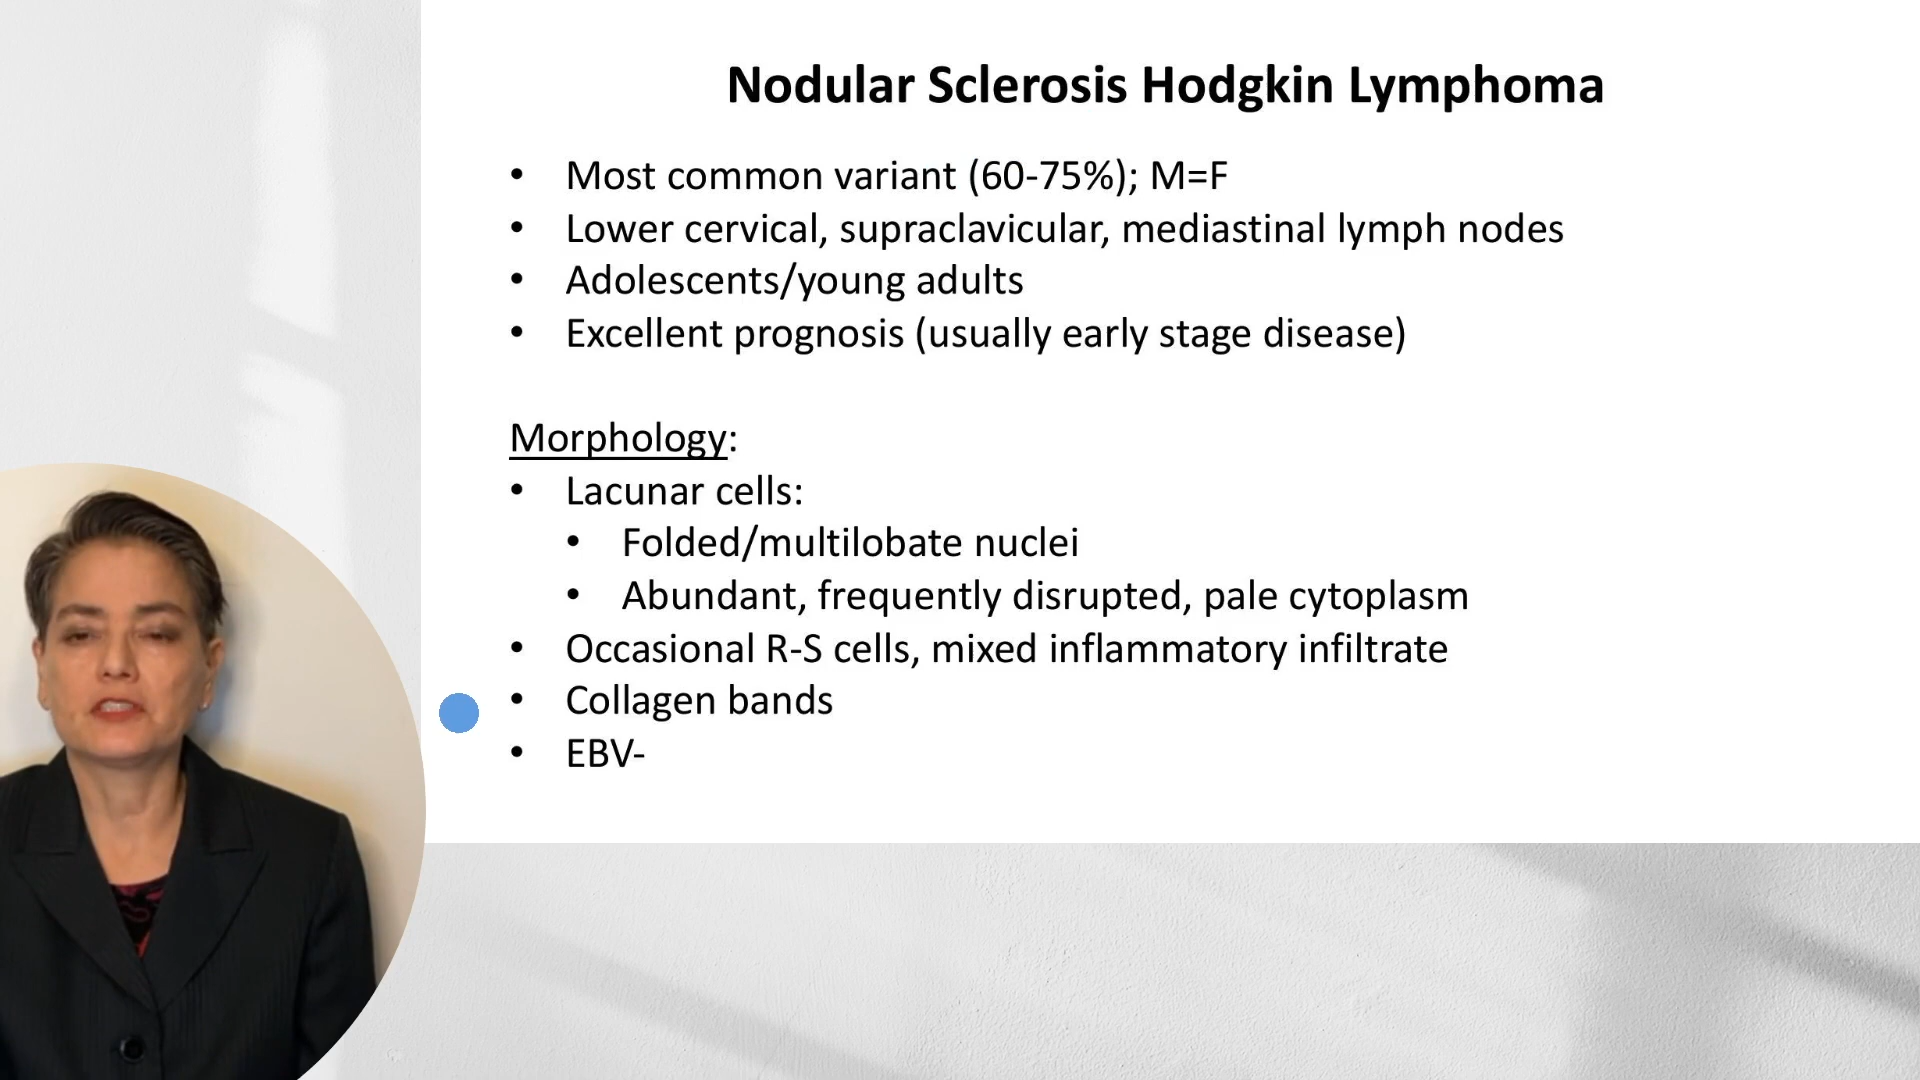 Nodular Sclerosis Hodgkin Lymphoma
• Most common variant (60-75%); M=F
• Lower cervical, supraclavicular, mediastinal lymph nodes
• Adolescents/young adults
• Excellent prognosis (usually early stage disease)
Morphology:
• Lacunar cells:
• Folded/multilobate nuclei
• Abundant, frequently disrupted, pale cytoplasm
• Occasional R-S cells, mixed inflammatory infiltrate
• Collagen bands
• EBV-